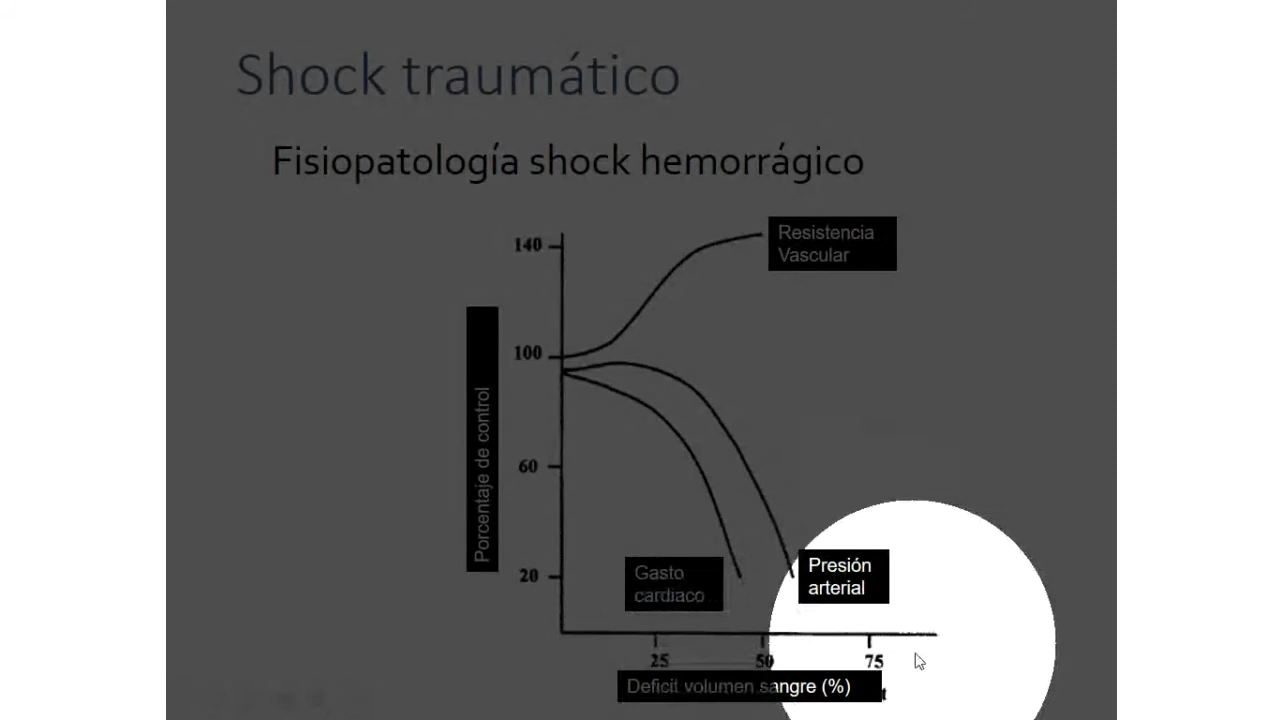 Shock traumático
Fisiopatología shock hemorrágico
Resistencia
Vascular
140
100
60
20
Porcentaje de control
Gasto
cardiaco
Presión
arterial
25
50
75
Deficit volumen sangre (%)
t